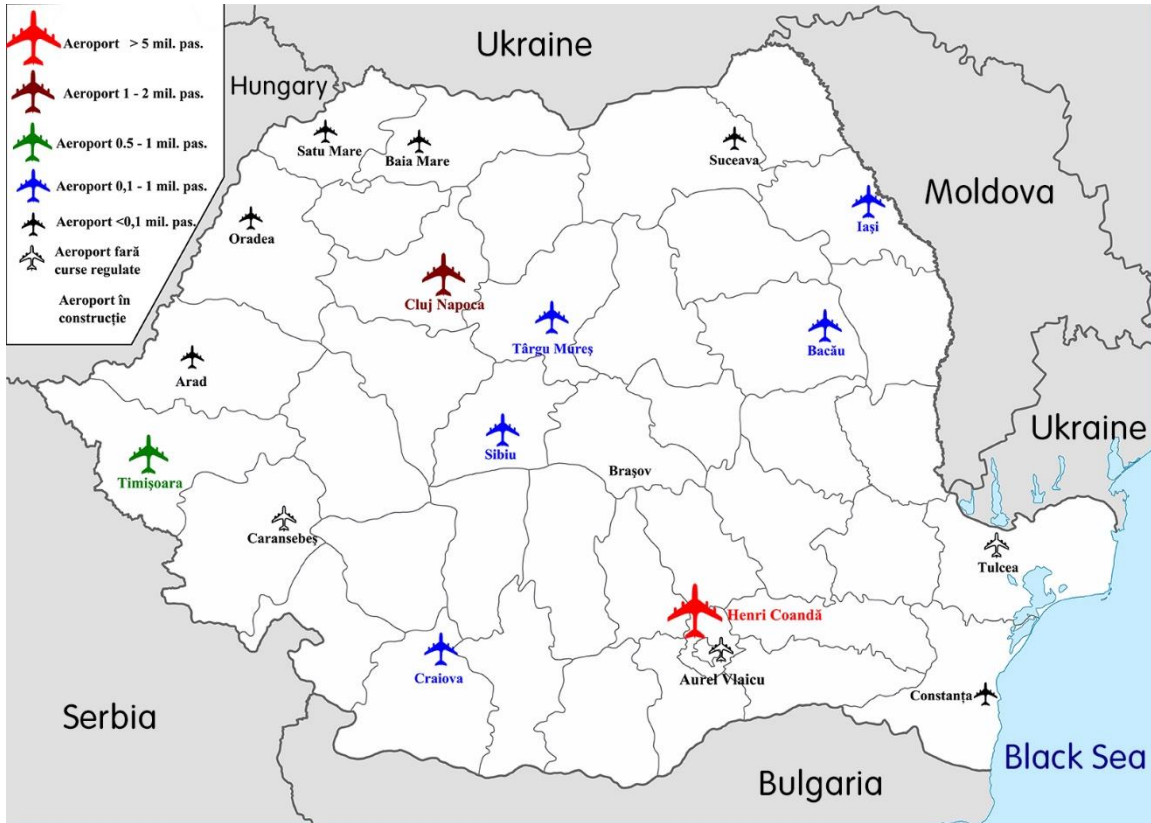 Aeroport > 5 mil. pas.
Aeroport 1 - 2 mil. pas.
Aeroport 0.5 - 1 mil. pas.
Aeroport 0,1 - 1 mil. pas.
Aeroport <0,1 mil. pas.
Aeroport fară
curse regulate
Aeroport în
construcție
Ukraine
Hungary
Satu Mare
Baia Mare
Suceava
Moldova
Oradea
Iași
Cluj Napoca
Târgu Mureș
Bacău
Arad
Timișoara
Sibiu
Brașov
Ukraine
Caransebeș
Tulcea
Henri Coandă
Craiova
Aurel Vlaicu
Constanța
Serbia
Bulgaria
Black Sea